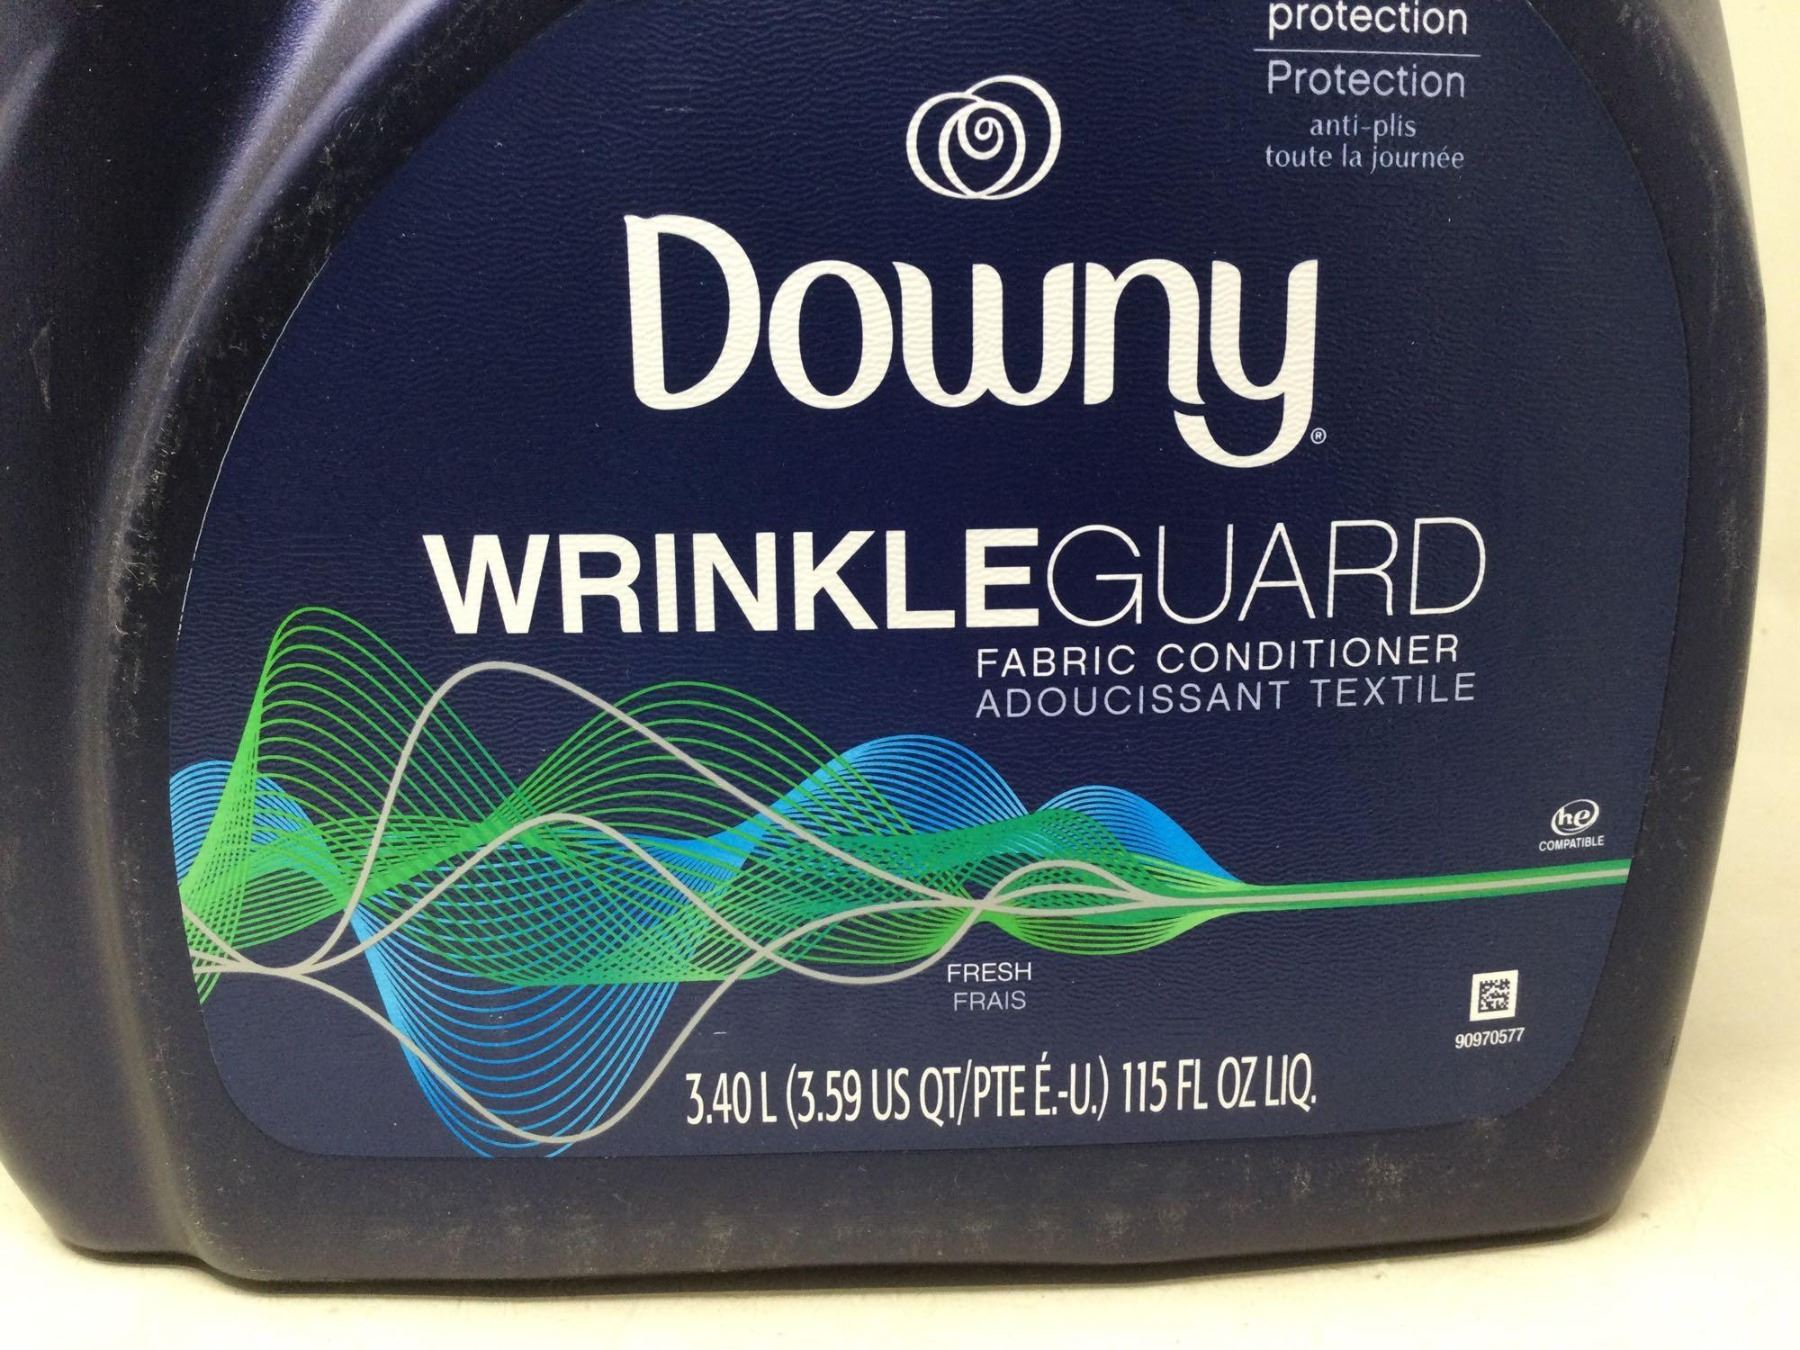 protection
Protection
anti-plis
toute la journée
Downy®
WRINKLEGUARD
FABRIC CONDITIONER
ADOUCISSANT TEXTILE
he
COMPATIBLE
FRESH
FRAIS
90970577
3.40 L (3.59 US QT/PTE É.-U.) 115 FL OZ LIQ.